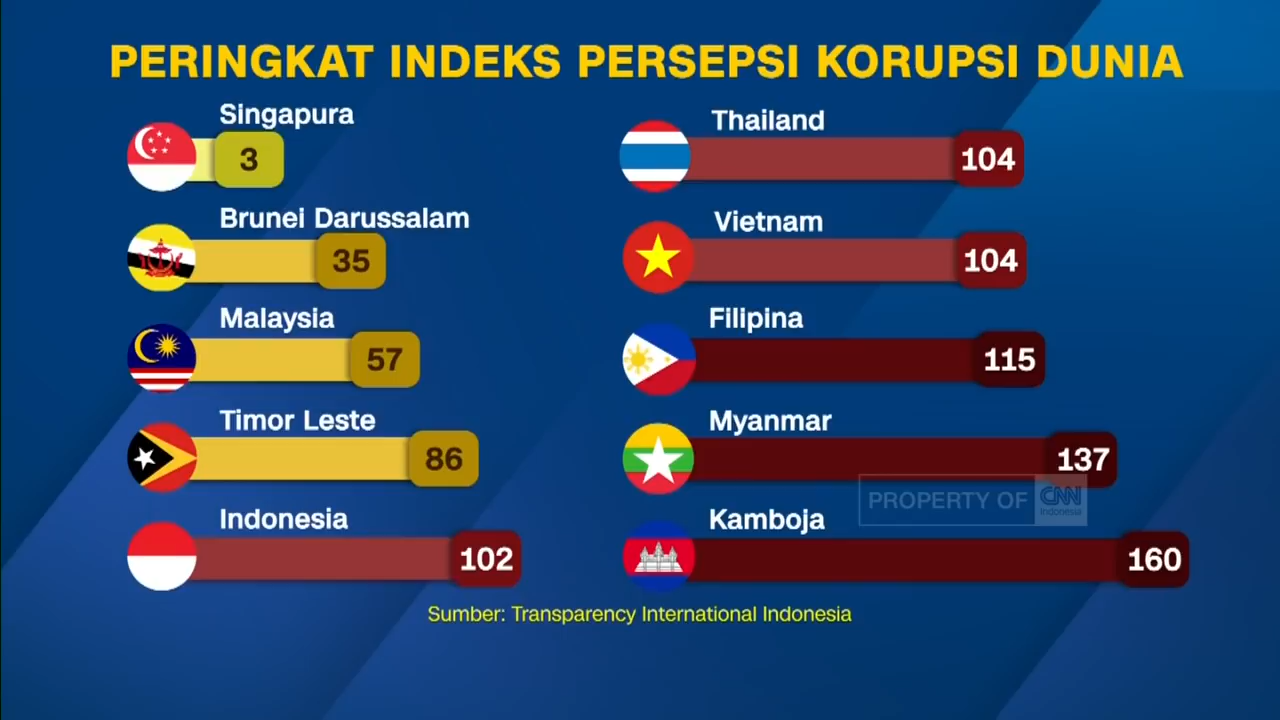 PERINGKAT INDEKS PERSEPSI KORUPSI DUNIA
Singapura
3
Brunei Darussalam
35
Malaysia
57
Timor Leste
86
Indonesia
102
Thailand
104
Vietnam
104
Filipina
115
Myanmar
137
Kamboja
160
PROPERTY OF CNN Indonesia
Sumber: Transparency International Indonesia